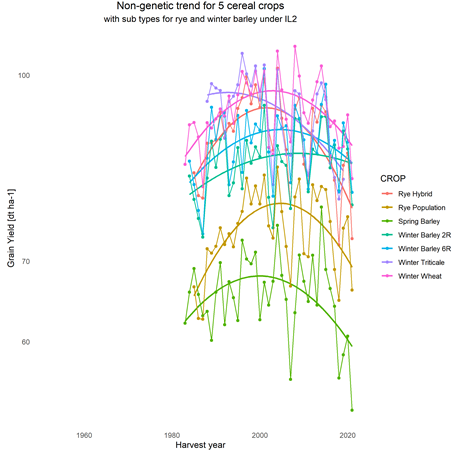 Non-genetic trend for 5 cereal crops
with sub types for rye and winter barley under IL2
100
70
60
Grain Yield [dt ha-1]
1960
1980
2000
2020
Harvest year
CROP
Rye Hybrid
Rye Population
Spring Barley
Winter Barley 2R
Winter Barley 6R
Winter Triticale
Winter Wheat